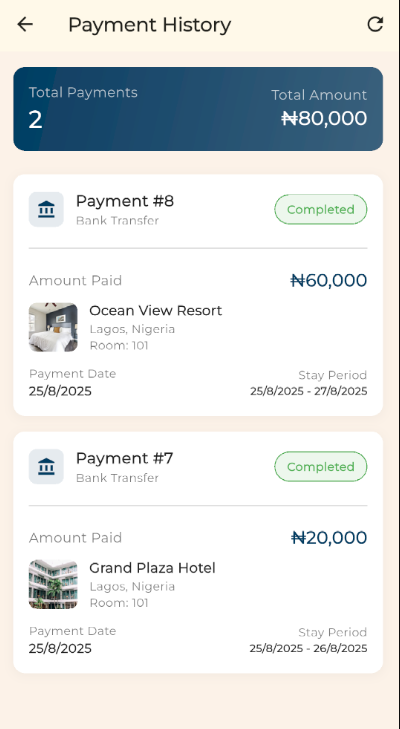 Payment History
Total Payments
2
Total Amount
₦80,000
Payment #8
Bank Transfer
Completed
Amount Paid
₦60,000
Ocean View Resort
Lagos, Nigeria
Room: 101
Payment Date
25/8/2025
Stay Period
25/8/2025 - 27/8/2025
Payment #7
Bank Transfer
Completed
Amount Paid
₦20,000
Grand Plaza Hotel
Lagos, Nigeria
Room: 101
Payment Date
25/8/2025
Stay Period
25/8/2025 - 26/8/2025